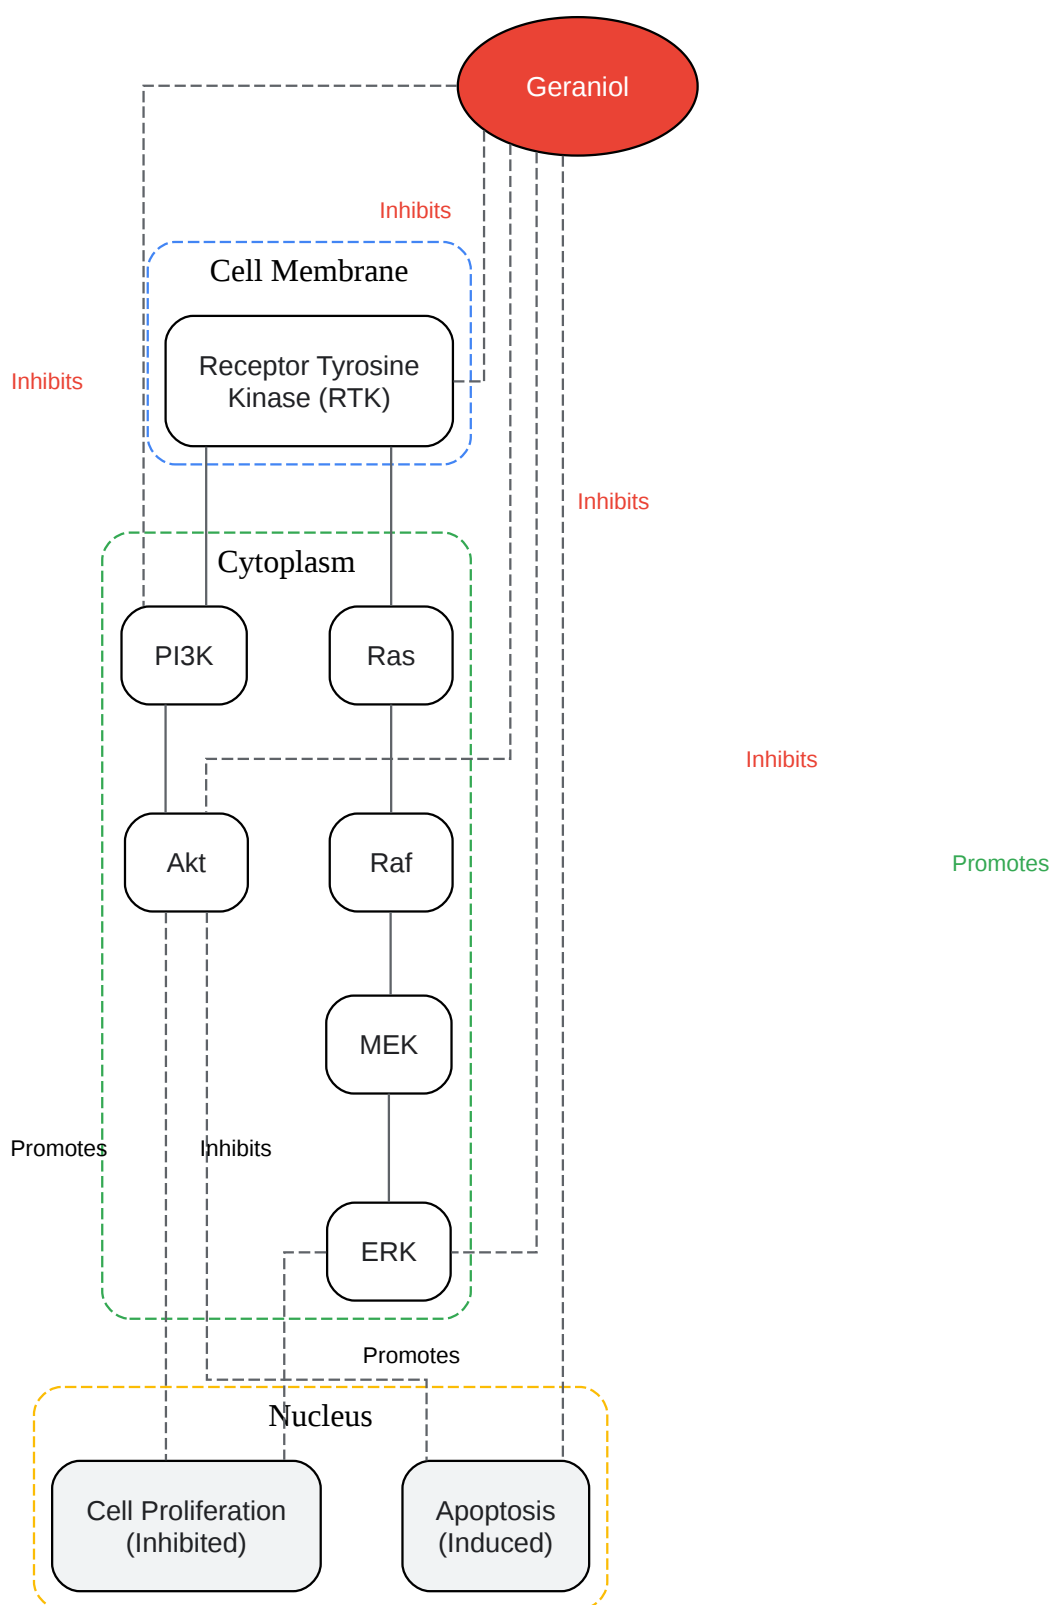 Geraniol
Inhibits
Cell Membrane
Receptor Tyrosine
Kinase (RTK)
Inhibits
Inhibits
Cytoplasm
PI3K
Ras
Inhibits
Akt
Raf
Promotes
MEK
Promotes
Inhibits
ERK
Promotes
Nucleus
Cell Proliferation
(Inhibited)
Apoptosis
(Induced)